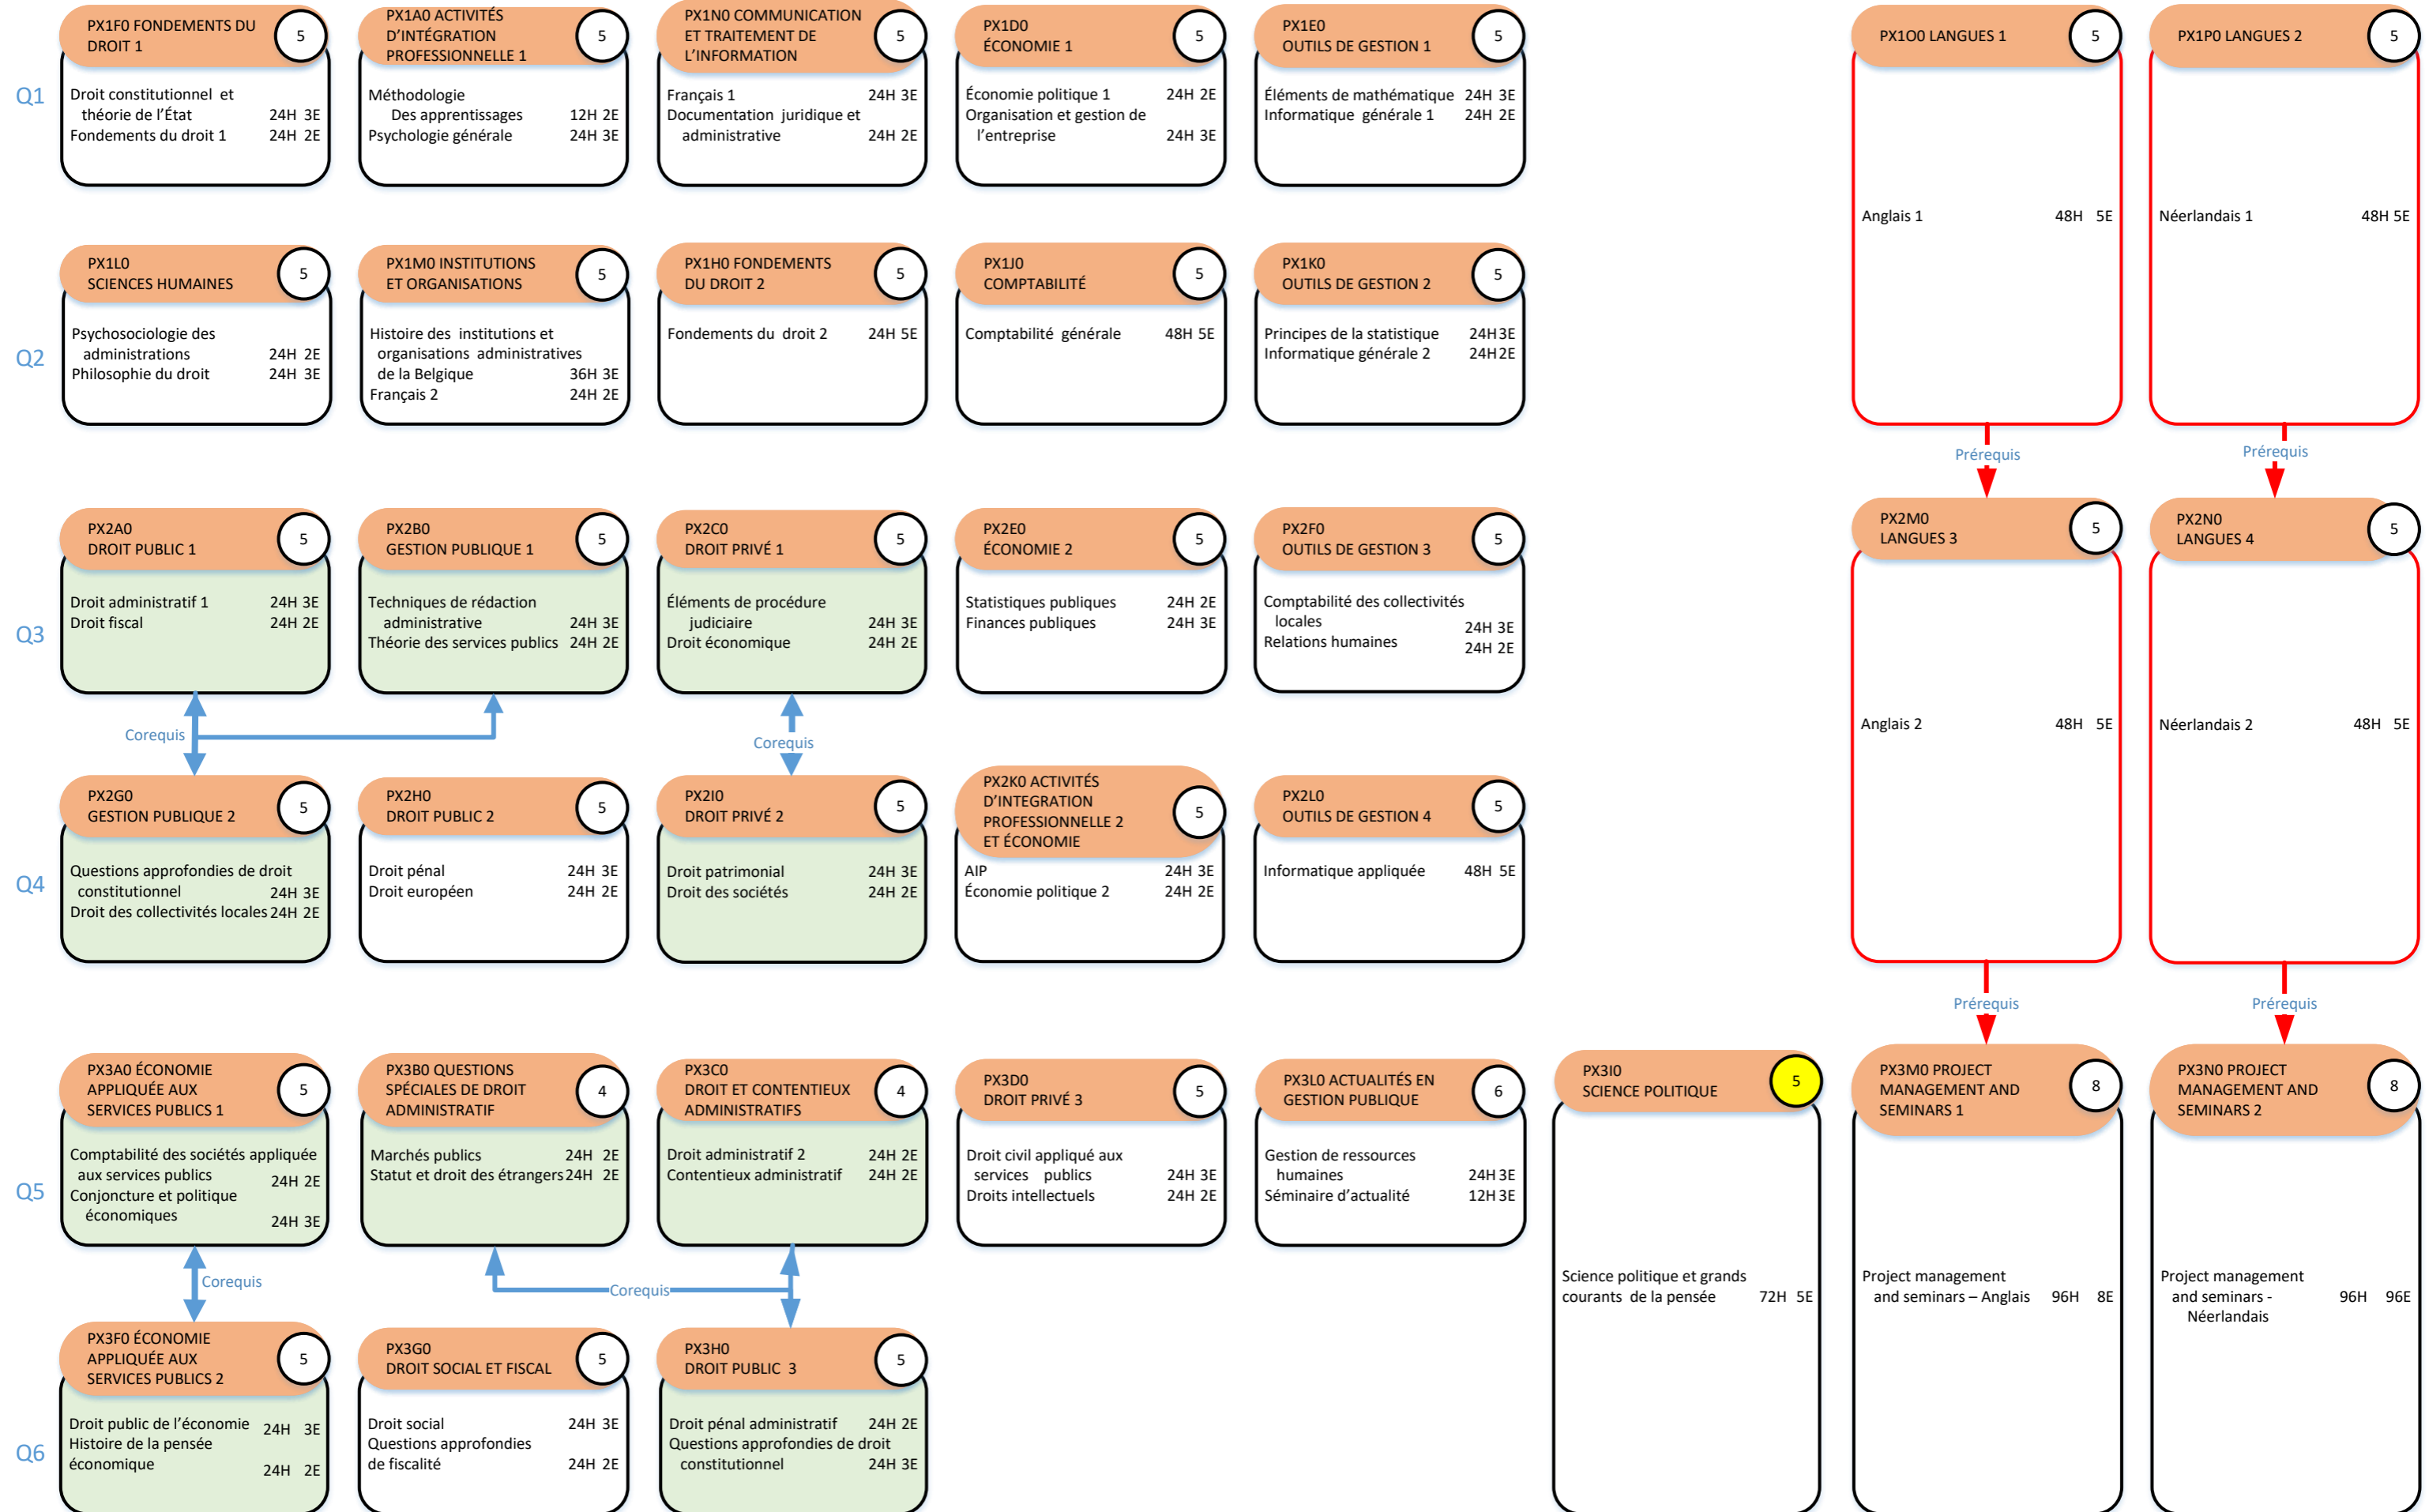 PX1F0 FONDEMENTS DU
DROIT 1
5
Droit constitutionnel et
théorie de l'État 24H 3E
Fondements du droit 1 24H 2E
PX1A0 ACTIVITÉS
D'INTÉGRATION
PROFESSIONNELLE 1
5
Méthodologie
Des apprentissages 12H 2E
Psychologie générale 24H 3E
PX1N0 COMMUNICATION
ET TRAITEMENT DE
L'INFORMATION
5
Français 1 24H 3E
Documentation juridique et
administrative 24H 2E
PX1D0
ÉCONOMIE 1
5
Économie politique 1 24H 2E
Organisation et gestion de
l'entreprise 24H 3E
PX1E0
OUTILS DE GESTION 1
5
Éléments de mathématique 24H 3E
Informatique générale 1 24H 2E
PX1O0 LANGUES 1
5
Anglais 1 48H 5E
PX1P0 LANGUES 2
5
Néerlandais 1 48H 5E
Q1
PX1L0
SCIENCES HUMAINES
5
Psychosociologie des
administrations 24H 2E
Philosophie du droit 24H 3E
PX1M0 INSTITUTIONS
ET ORGANISATIONS
5
Histoire des institutions et
organisations administratives
de la Belgique 36H 3E
Français 2 24H 2E
PX1H0 FONDEMENTS
DU DROIT 2
5
Fondements du droit 2 24H 5E
PX1J0
COMPTABILITÉ
5
Comptabilité générale 48H 5E
PX1K0
OUTILS DE GESTION 2
5
Principes de la statistique 24H 3E
Informatique générale 2 24H 2E
Q2
Prérequis
Prérequis
PX2A0
DROIT PUBLIC 1
5
Droit administratif 1 24H 3E
Droit fiscal 24H 2E
PX2B0
GESTION PUBLIQUE 1
5
Techniques de rédaction
administrative 24H 3E
Théorie des services publics 24H 2E
PX2C0
DROIT PRIVÉ 1
5
Éléments de procédure
judiciaire 24H 3E
Droit économique 24H 2E
PX2E0
ÉCONOMIE 2
5
Statistiques publiques 24H 2E
Finances publiques 24H 3E
PX2F0
OUTILS DE GESTION 3
5
Comptabilité des collectivités
locales 24H 3E
Relations humaines 24H 2E
PX2M0
LANGUES 3
5
Anglais 2 48H 5E
PX2N0
LANGUES 4
5
Néerlandais 2 48H 5E
Q3
Corequis
Corequis
PX2G0
GESTION PUBLIQUE 2
5
Questions approfondies de droit
constitutionnel 24H 3E
Droit des collectivités locales 24H 2E
PX2H0
DROIT PUBLIC 2
5
Droit pénal 24H 3E
Droit européen 24H 2E
PX2I0
DROIT PRIVÉ 2
5
Droit patrimonial 24H 3E
Droit des sociétés 24H 2E
PX2K0 ACTIVITÉS
D'INTEGRATION
PROFESSIONNELLE 2
ET ÉCONOMIE
5
AIP 24H 3E
Économie politique 2 24H 2E
PX2L0
OUTILS DE GESTION 4
5
Informatique appliquée 48H 5E
Q4
Prérequis
Prérequis
PX3A0 ÉCONOMIE
APPLIQUÉE AUX
SERVICES PUBLICS 1
5
Comptabilité des sociétés appliquée
aux services publics 24H 2E
Conjoncture et politique
économiques 24H 3E
PX3B0 QUESTIONS
SPÉCIALES DE DROIT
ADMINISTRATIF
4
Marchés publics 24H 2E
Statut et droit des étrangers 24H 2E
PX3C0
DROIT ET CONTENTIEUX
ADMINISTRATIFS
4
Droit administratif 2 24H 2E
Contentieux administratif 24H 2E
PX3D0
DROIT PRIVÉ 3
5
Droit civil appliqué aux
services publics 24H 3E
Droits intellectuels 24H 2E
PX3L0 ACTUALITÉS EN
GESTION PUBLIQUE
6
Gestion de ressources
humaines 24H 3E
Séminaire d'actualité 12H 3E
PX3I0
SCIENCE POLITIQUE
5
Science politique et grands
courants de la pensée 72H 5E
PX3M0 PROJECT
MANAGEMENT AND
SEMINARS 1
8
Project management
and seminars – Anglais 96H 8E
PX3N0 PROJECT
MANAGEMENT AND
SEMINARS 2
8
Project management
and seminars - 96H 96E
Néerlandais
Q5
Corequis
Corequis
PX3F0 ÉCONOMIE
APPLIQUÉE AUX
SERVICES PUBLICS 2
5
Droit public de l'économie 24H 3E
Histoire de la pensée
économique 24H 2E
PX3G0
DROIT SOCIAL ET FISCAL
5
Droit social 24H 3E
Questions approfondies
de fiscalité 24H 2E
PX3H0
DROIT PUBLIC 3
5
Droit pénal administratif 24H 2E
Questions approfondies de droit
constitutionnel 24H 3E
Q6